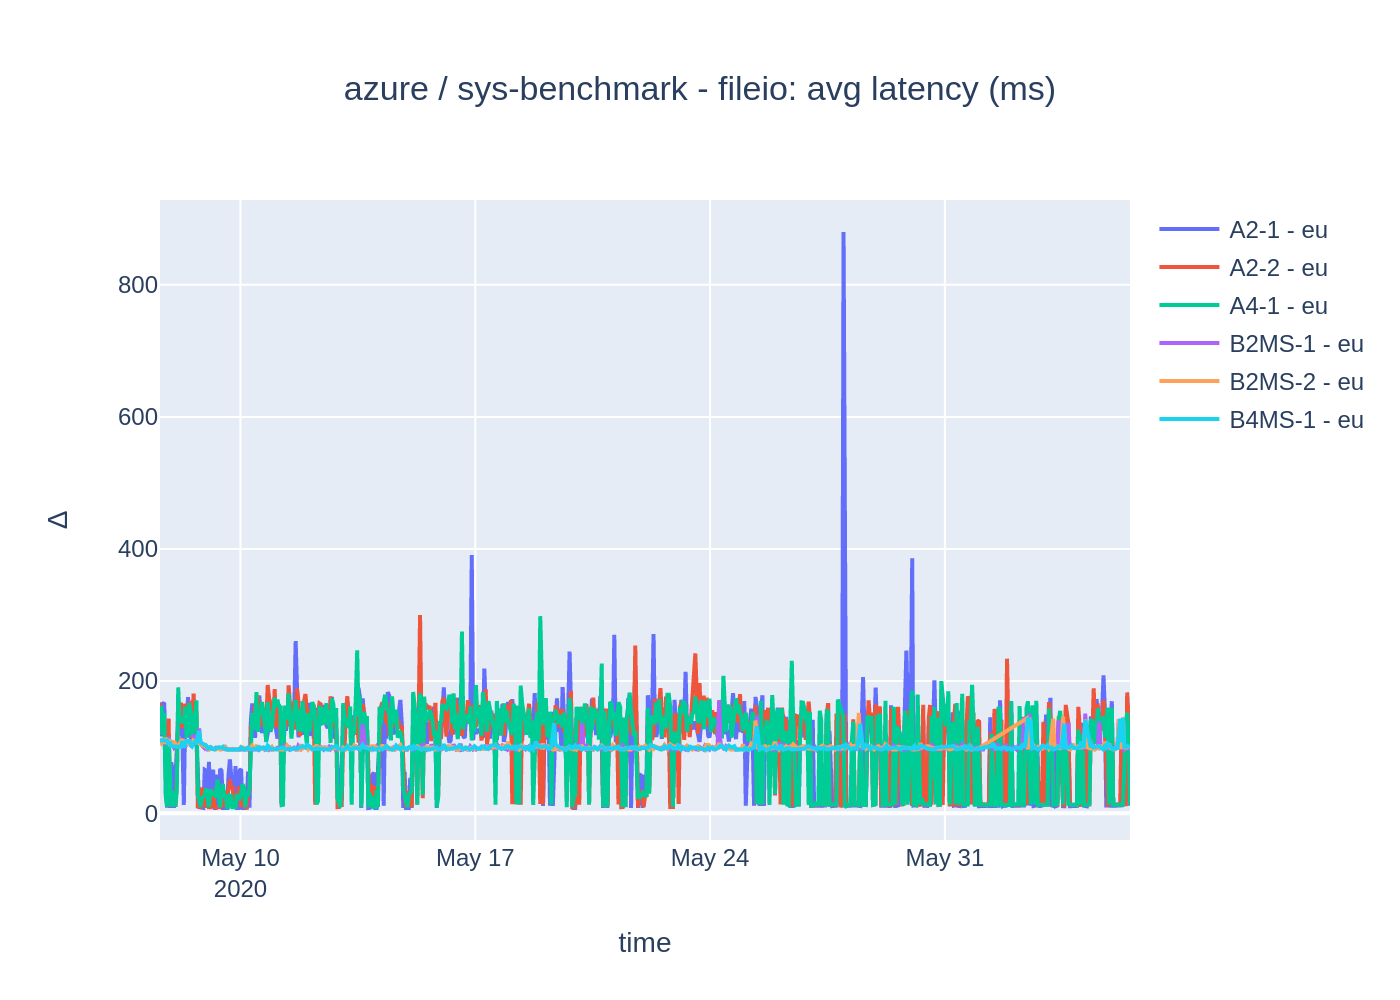 azure / sys-benchmark - fileio: avg latency (ms)
A2-1 - eu
A2-2 - eu
A4-1 - eu
B2MS-1 - eu
B2MS-2 - eu
B4MS-1 - eu
800
600
400
200
0
Δ
May 10
2020
May 17
May 24
May 31
time